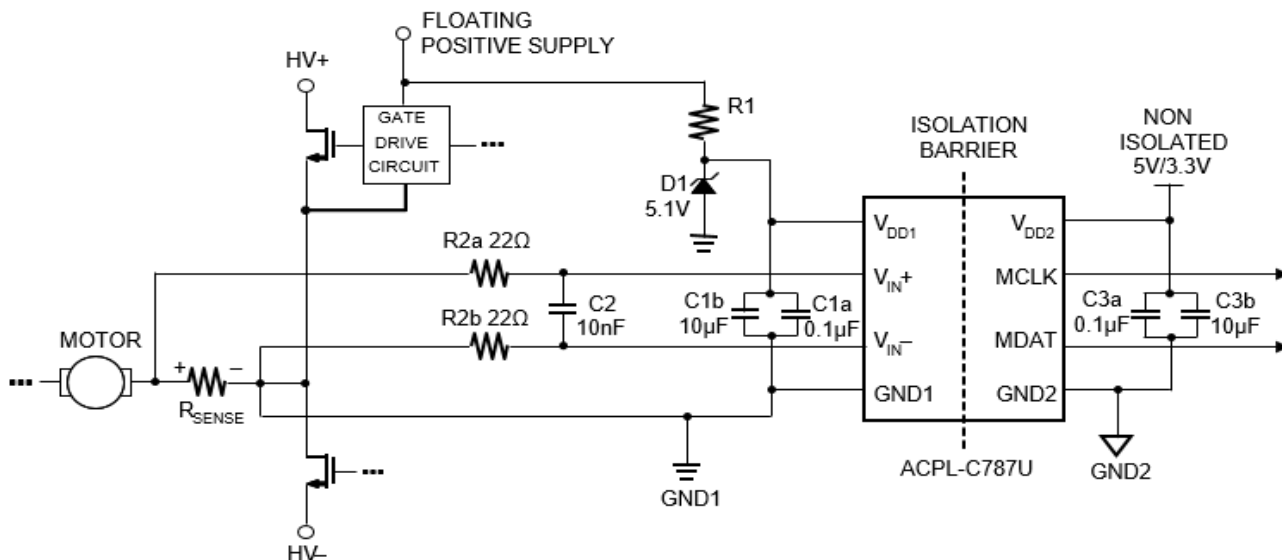 FLOATING
POSITIVE SUPPLY
HV+
GATE
DRIVE
CIRCUIT
R1
ISOLATION
BARRIER
NON
ISOLATED
5V/3.3V
D1
5.1V
R2a 22Ω
VDD1
VDD2
VIN+
MCLK
C2
10nF
C1b
10µF
C1a
0.1µF
C3a
0.1µF
C3b
10µF
R2b 22Ω
VIN–
MDAT
MOTOR
+
–
RSENSE
GND1
GND2
GND1
ACPL-C787U
GND2
HV–